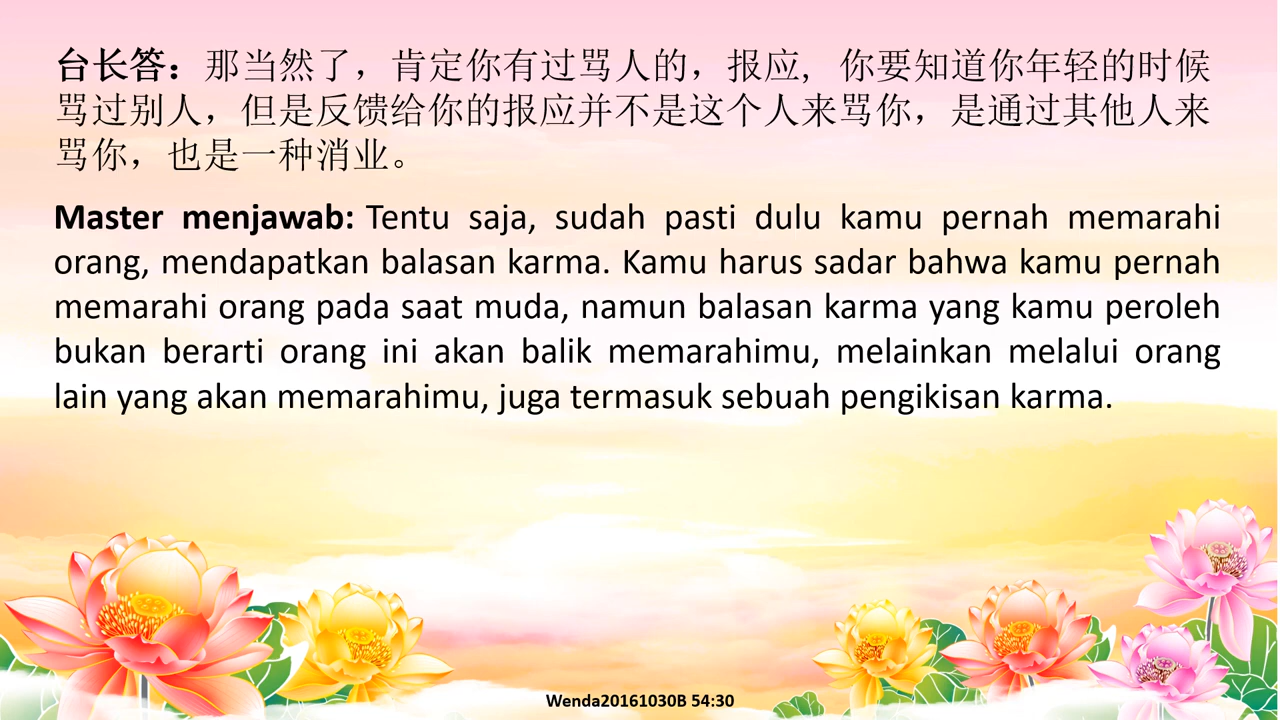 台长答：那当然了，肯定你有过骂人的，报应，你要知道你年轻的时候
骂过别人，但是反馈给你的报应并不是这个人来骂你，是通过其他人来
骂你，也是一种消业。
Master menjawab: Tentu saja, sudah pasti dulu kamu pernah memarahi
orang, mendapatkan balasan karma. Kamu harus sadar bahwa kamu pernah
memarahi orang pada saat muda, namun balasan karma yang kamu peroleh
bukan berarti orang ini akan balik memarahimu, melainkan melalui orang
lain yang akan memarahimu, juga termasuk sebuah pengikisan karma.
Wenda20161030B 54:30